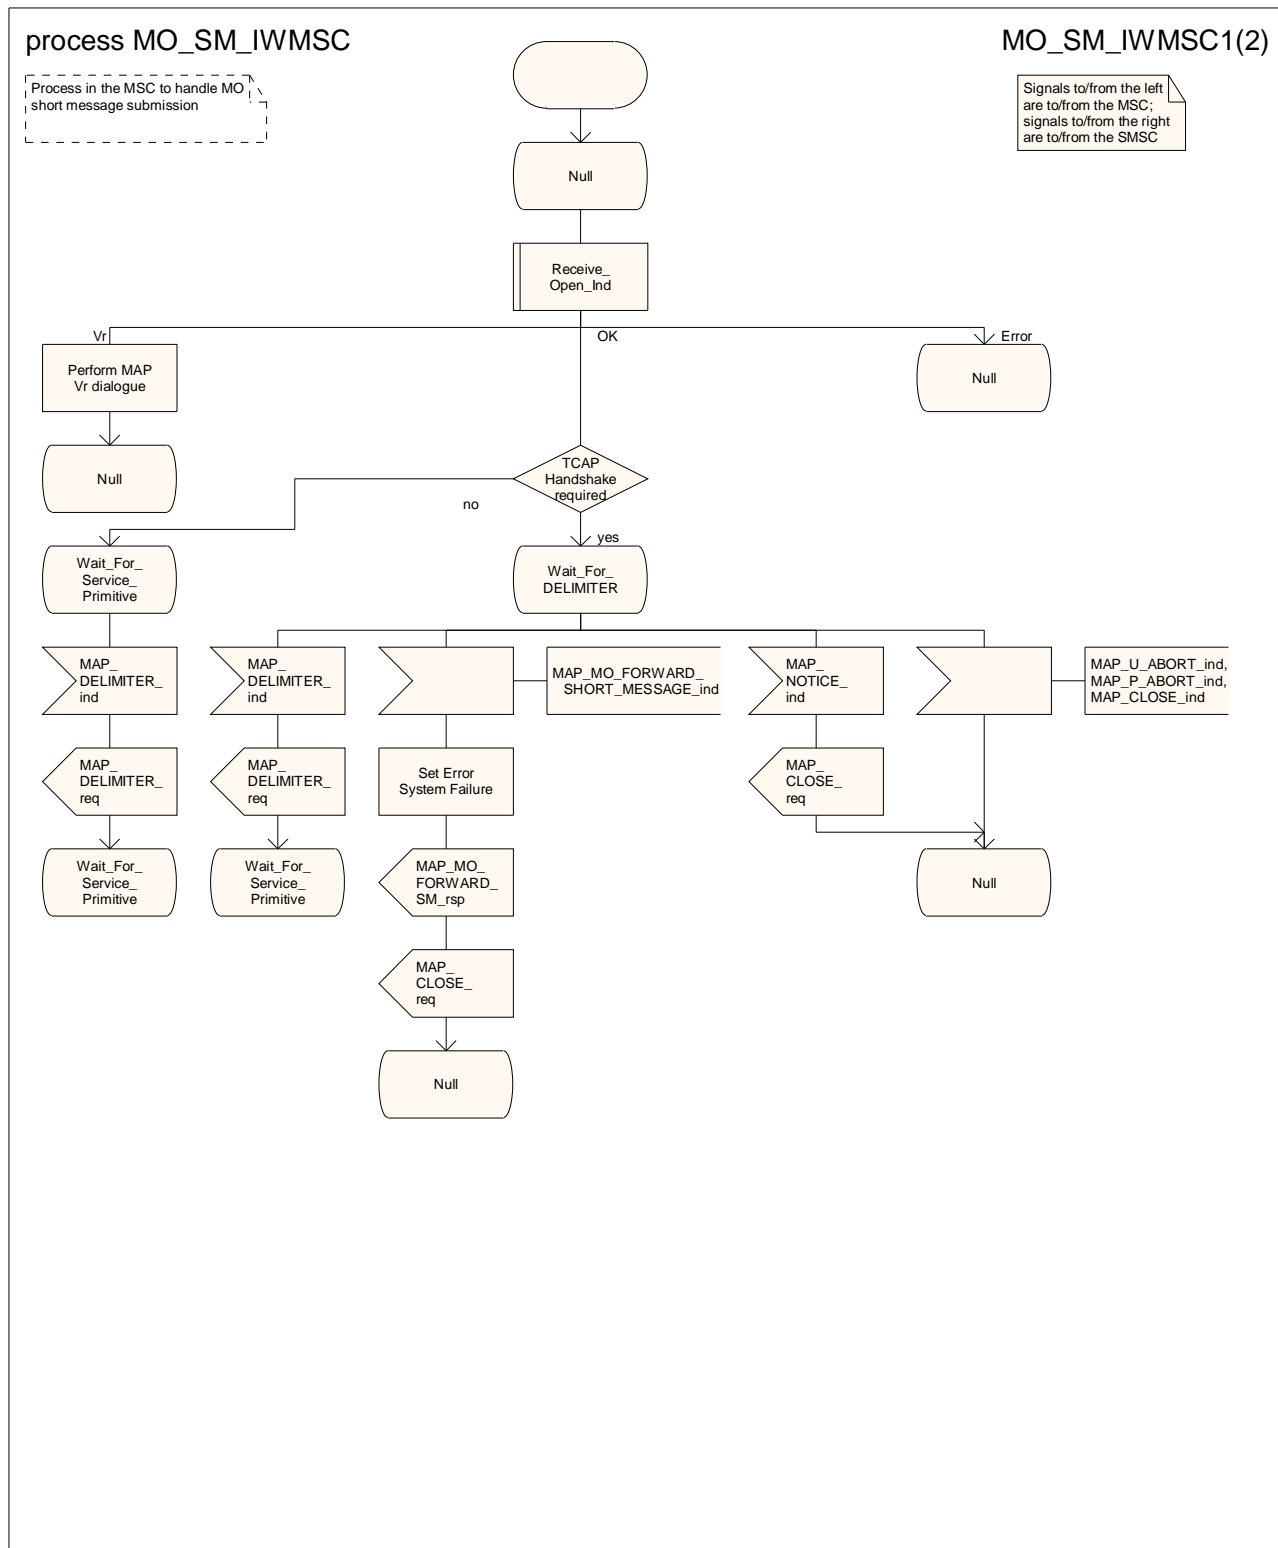 process MO_SM_IWMSC
MO_SM_IWMSC1(2)
Process in the MSC to handle MO
short message submission
Signals to/from the left
are to/from the MSC;
signals to/from the right
are to/from the SMSC
Null
Receive_
Open_Ind
Vr
OK
Error
Perform MAP
Vr dialogue
Null
Null
TCAP
Handshake
required
no
yes
Wait_For_
Service_
Primitive
Wait_For_
DELIMITER
MAP_
DELIMITER_
ind
MAP_
DELIMITER_
ind
MAP_MO_FORWARD_
SHORT_MESSAGE_ind
MAP_
NOTICE_
ind
MAP_U_ABORT_ind,
MAP_P_ABORT_ind,
MAP_CLOSE_ind
MAP_
DELIMITER_
req
MAP_
DELIMITER_
req
Set Error
System Failure
MAP_
CLOSE_
req
Wait_For_
Service_
Primitive
Wait_For_
Service_
Primitive
MAP_MO_
FORWARD_
SM_rsp
Null
MAP_
CLOSE_
req
Null